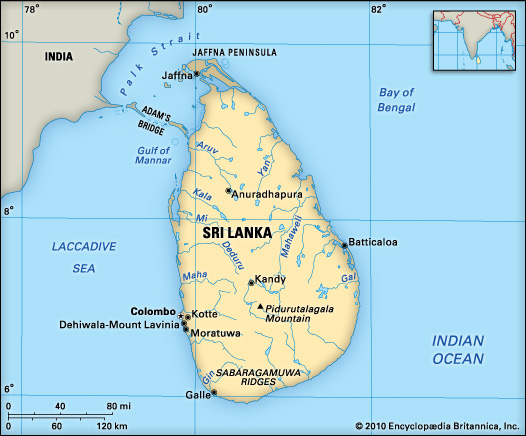 78°
80
82°
10°
Palk Strait
JAFFNA PENINSULA
INDIA
Jaffna
Bay of
Bengal
ADAM'S
BRIDGE
Gulf of
Mannar
Aruv
Yan
Kala
Anuradhapura
8°
Mi
SRI LANKA
Deduru
Mahaweli
Batticaloa
LACCADIVE
SEA
Maha
Kandy
Gal
Pidurutalagala
Mountain
Colombo
Kotte
Dehiwala-Mount Lavinia
Moratuwa
INDIAN
OCEAN
Gin
SABARAGAMUWA
RIDGES
6°
Galle
0 40 80 mi
0 60 120 km
© 2010 Encyclopædia Britannica, Inc.